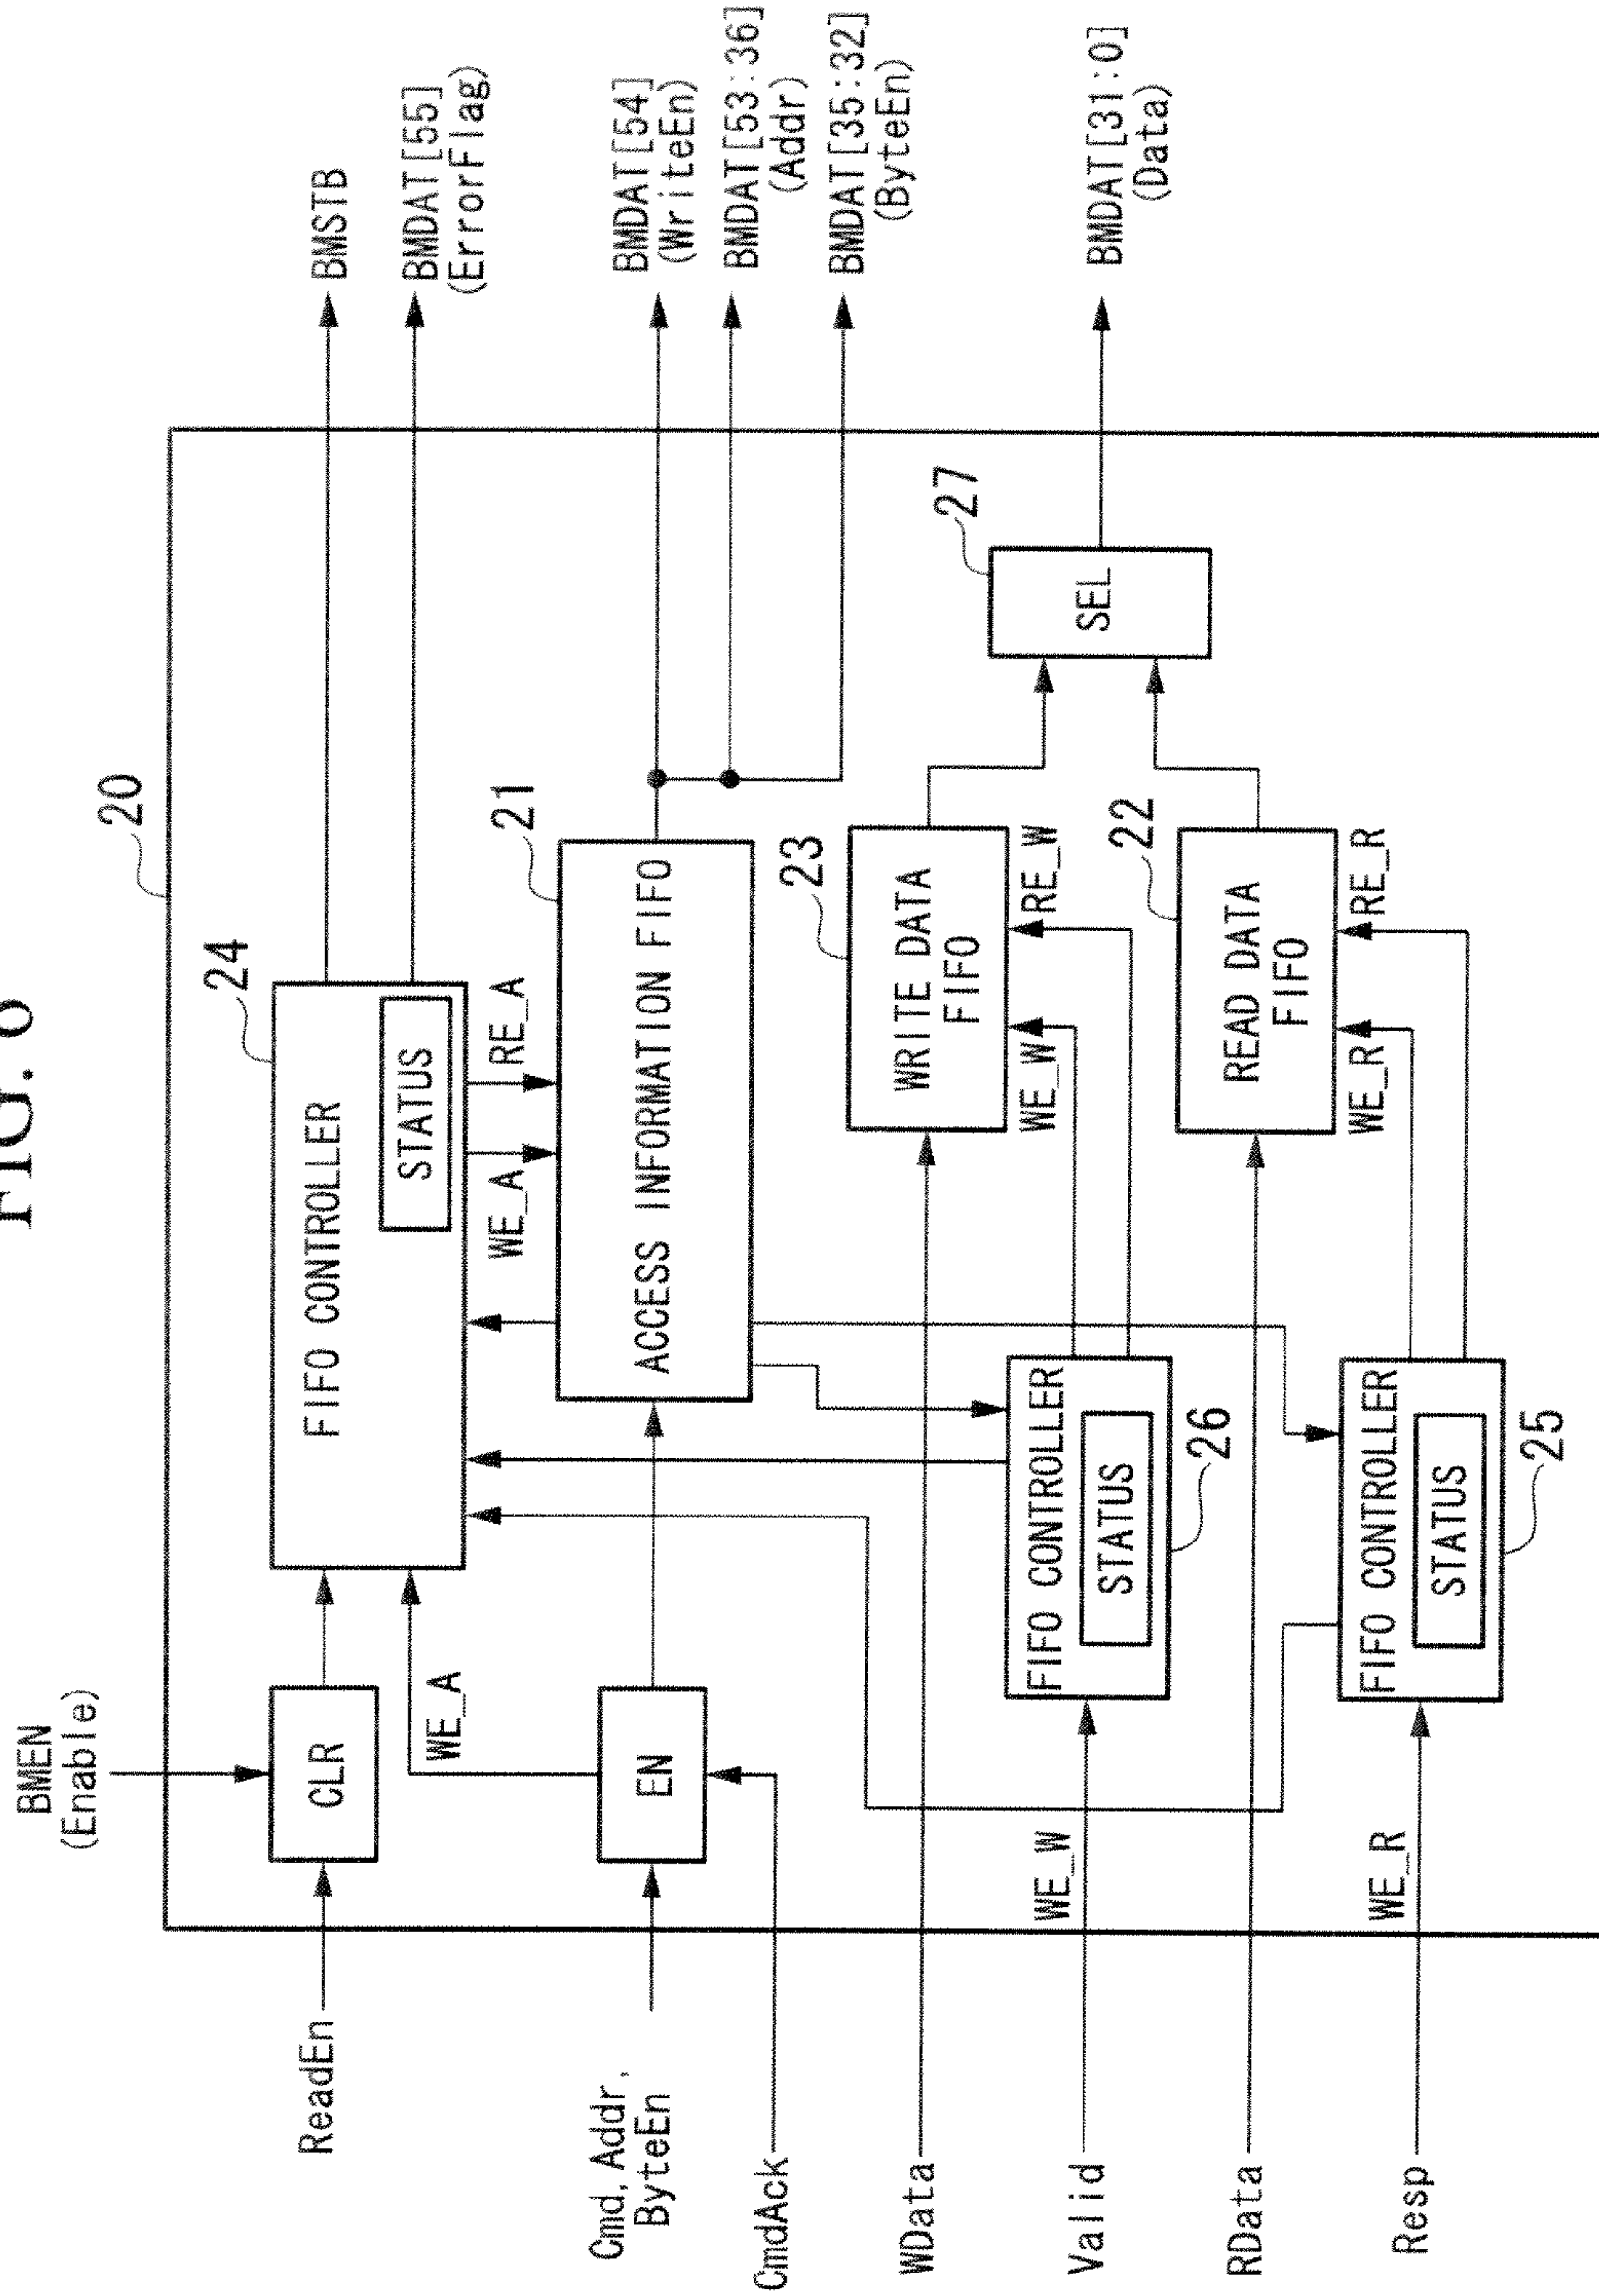 FIG. 6
20
BMEN
(Enable)
ReadEn
CLR
24
FIFO CONTROLLER
STATUS
BMSTB
BMDAT[55]
(ErrorFlag)
WE_A
WE_A
RE_A
Cmd, Addr,
ByteEn
EN
21
ACCESS INFORMATION FIFO
BMDAT[54]
(WriteEn)
BMDAT[53:36]
(Addr)
BMDAT[35:32]
(ByteEn)
CmdAck
WData
23
WRITE DATA
FIFO
27
SEL
BMDAT[31:0]
(Data)
WE_W
RE_W
Valid
WE_W
FIFO CONTROLLER
STATUS
26
RData
22
READ DATA
FIFO
WE_R
RE_R
Resp
WE_R
FIFO CONTROLLER
STATUS
25